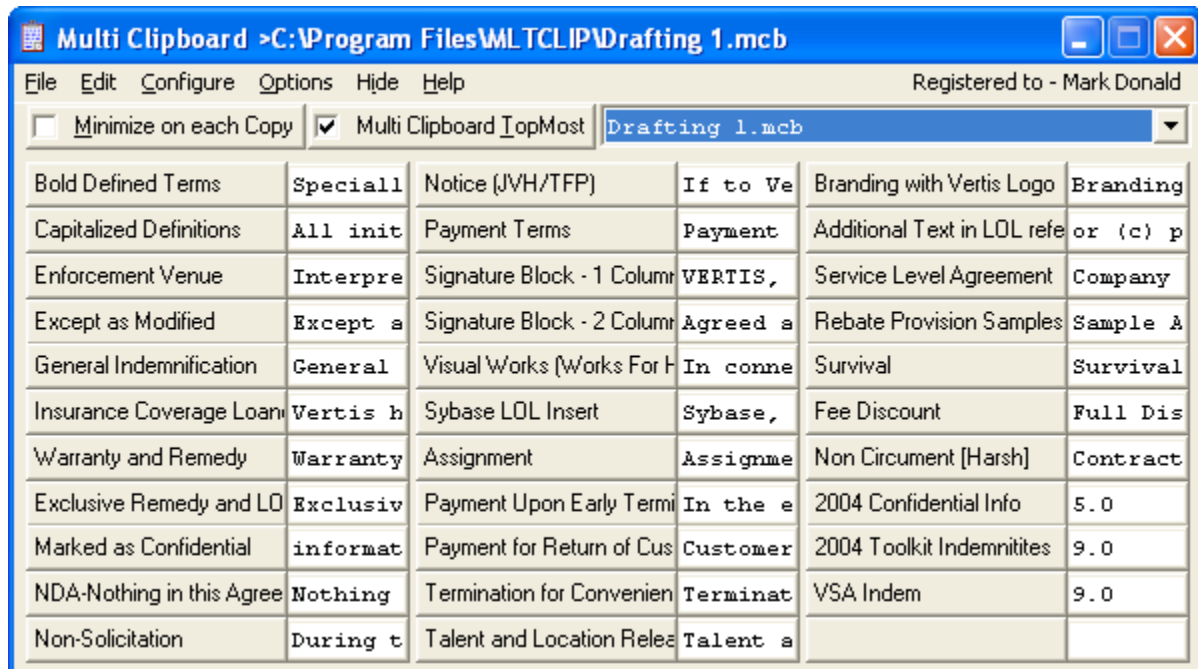 Multi Clipboard >C:\Program Files\MLTCLIP\Drafting 1.mcb
File Edit Configure Options Hide Help Registered to - Mark Donald
Minimize on each Copy Multi Clipboard TopMost Drafting 1.mcb
Bold Defined Terms Speciall Notice (JVH/TFP) If to Ve Branding with Vertis Logo Branding
Capitalized Definitions All init Payment Terms Payment Additional Text in LOL refe or (c) p
Enforcement Venue Interpre Signature Block - 1 Column VERTIS, Service Level Agreement Company
Except as Modified Except a Signature Block - 2 Column Agreed a Rebate Provision Samples Sample A
General Indemnification General Visual Works (Works For H In conne Survival Survival
Insurance Coverage Loan Vertis h Sybase LOL Insert Sybase, Fee Discount Full Dis
Warranty and Remedy Warranty Assignment Assignme Non Circument [Harsh] Contract
Exclusive Remedy and LO Exclusiv Payment Upon Early Termi In the e 2004 Confidential Info 5.0
Marked as Confidential informat Payment for Return of Cus Customer 2004 Toolkit Indemnitites 9.0
NDA-Nothing in this Agree Nothing Termination for Convenien Terminat VSA Indem 9.0
Non-Solicitation During t Talent and Location Relea Talent a